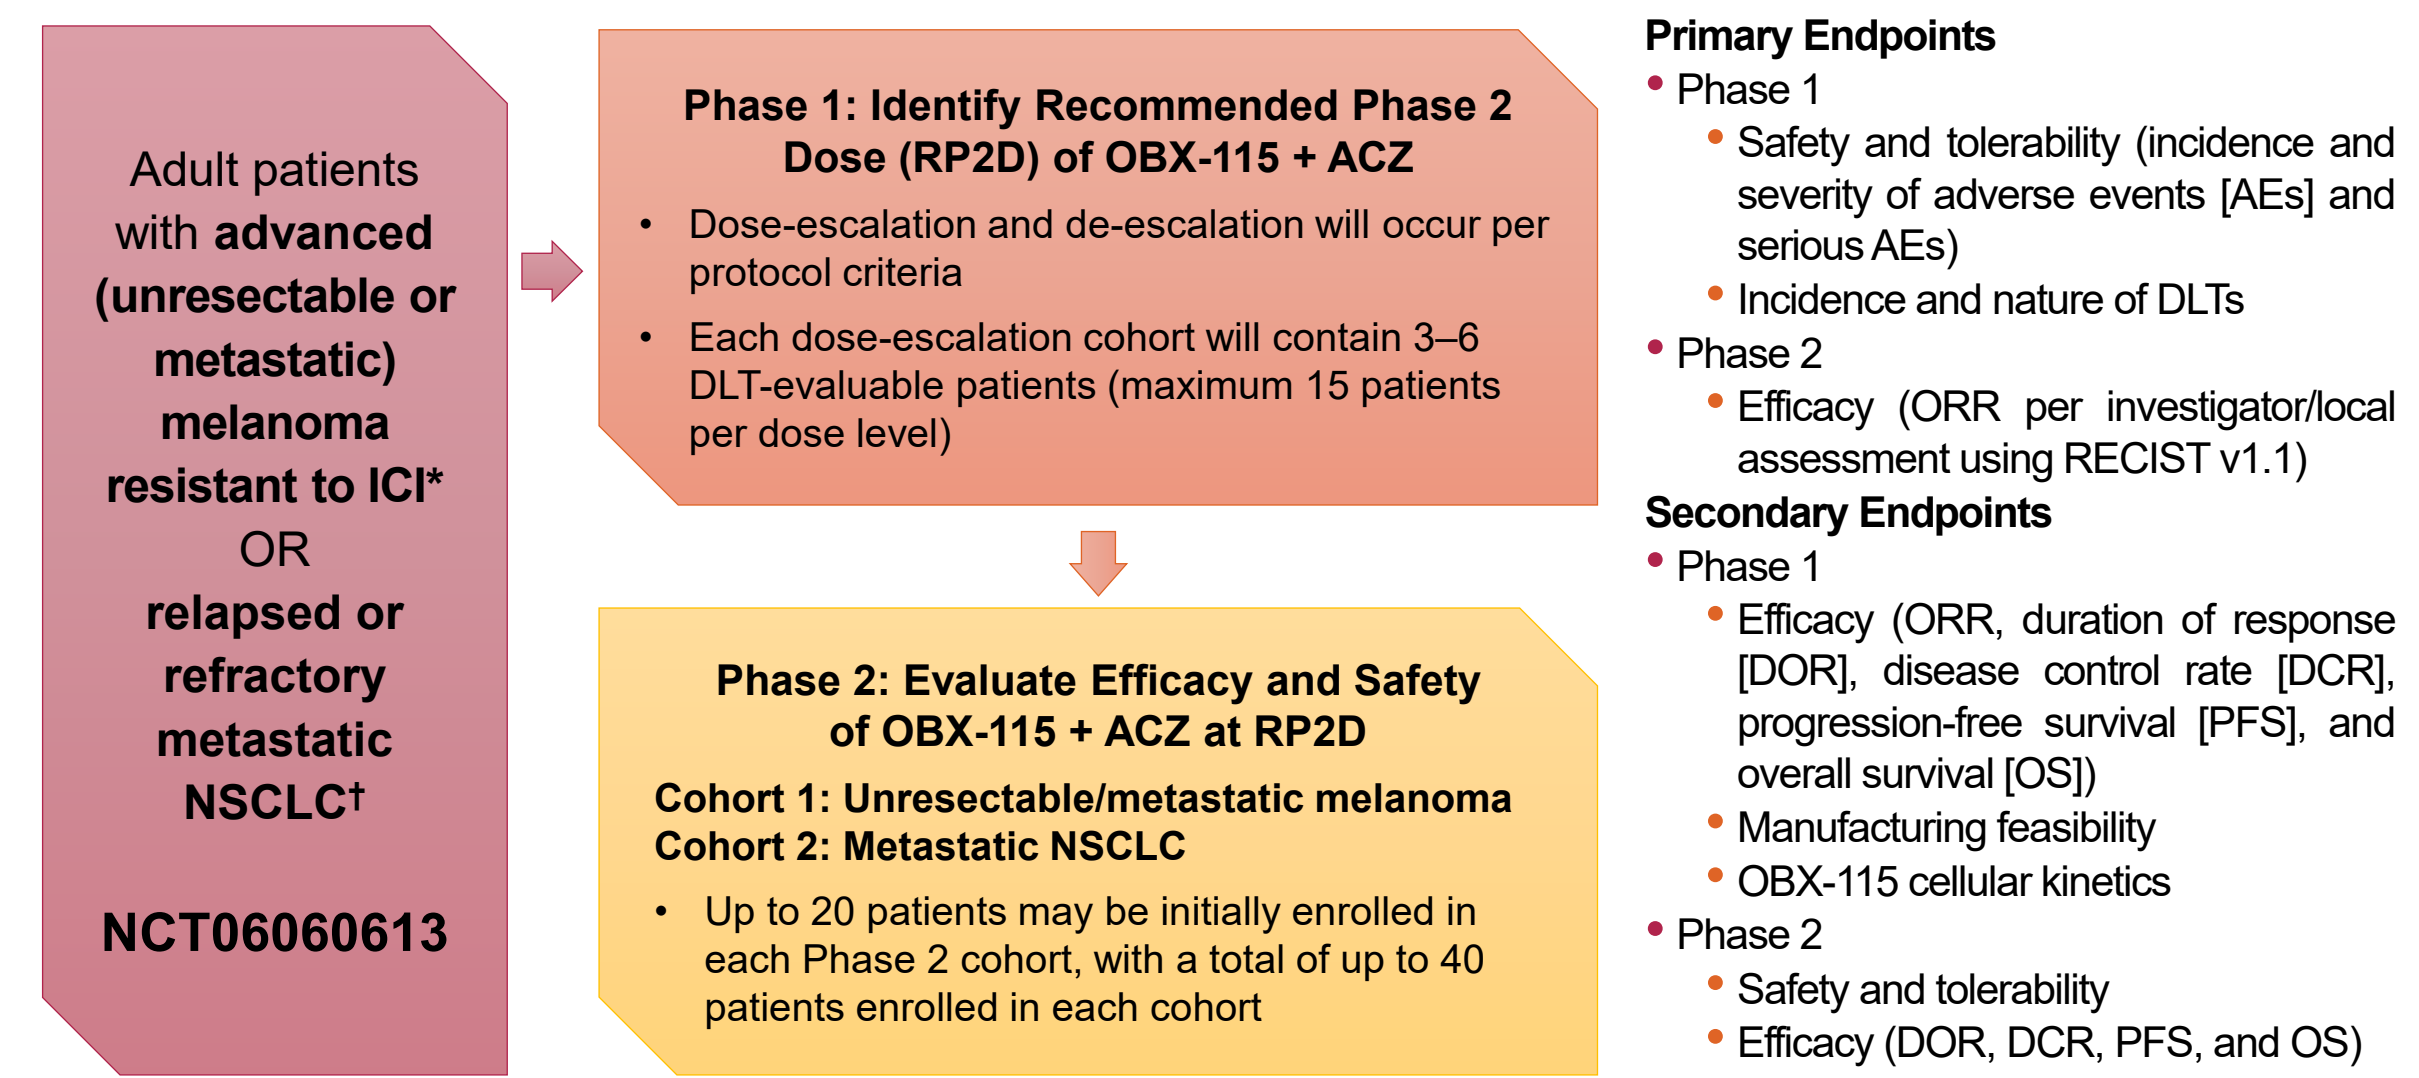 Adult patients
with advanced
(unresectable or
metastatic)
melanoma
resistant to ICI*
OR
relapsed or
refractory
metastatic
NSCLC†
NCT06060613
Phase 1: Identify Recommended Phase 2
Dose (RP2D) of OBX-115 + ACZ
• Dose-escalation and de-escalation will occur per
protocol criteria
• Each dose-escalation cohort will contain 3–6
DLT-evaluable patients (maximum 15 patients
per dose level)
Phase 2: Evaluate Efficacy and Safety
of OBX-115 + ACZ at RP2D
Cohort 1: Unresectable/metastatic melanoma
Cohort 2: Metastatic NSCLC
• Up to 20 patients may be initially enrolled in
each Phase 2 cohort, with a total of up to 40
patients enrolled in each cohort
Primary Endpoints
• Phase 1
• Safety and tolerability (incidence and
severity of adverse events [AEs] and
serious AEs)
• Incidence and nature of DLTs
• Phase 2
• Efficacy (ORR per investigator/local
assessment using RECIST v1.1)
Secondary Endpoints
• Phase 1
• Efficacy (ORR, duration of response
[DOR], disease control rate [DCR],
progression-free survival [PFS], and
overall survival [OS])
• Manufacturing feasibility
• OBX-115 cellular kinetics
• Phase 2
• Safety and tolerability
• Efficacy (DOR, DCR, PFS, and OS)